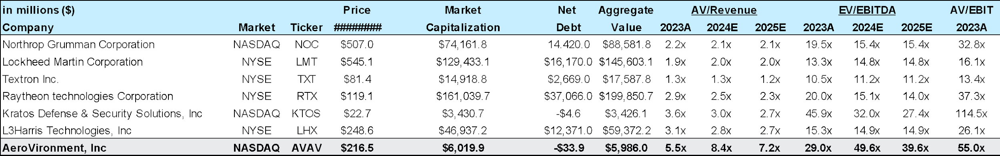 in millions ($) Price Market Net Aggregate AV/Revenue EV/EBITDA AV/EBIT
Company Market Ticker ######## Capitalization Debt Value 2023A 2024E 2025E 2023A 2024E 2025E 2023A
Northrop Grumman Corporation NASDAQ NOC $507.0 $74,161.8 14.420.0 $88,581.8 2.2x 2.1x 2.1x 19.5x 15.4x 15.4x 32.8x
Lockheed Martin Corporation NYSE LMT $545.1 $129,433.1 $16,170.0 $145,603.1 1.9x 2.0x 2.0x 13.3x 14.8x 14.8x 16.1x
Textron Inc. NYSE TXT $81.4 $14,918.8 $2,669.0 $17,587.8 1.3x 1.3x 1.2x 10.5x 11.2x 11.2x 13.4x
Raytheon technologies Corporation NYSE RTX $119.1 $161,039.7 $37,066.0 $199,850.7 2.9x 2.5x 2.3x 20.0x 15.1x 14.0x 37.3x
Kratos Defense & Security Solutions, Inc NASDAQ KTOS $22.7 $3,430.7 -$4.6 $3,426.1 3.6x 3.0x 2.7x 45.9x 32.0x 27.4x 114.5x
L3Harris Technologies, Inc NYSE LHX $248.6 $46,937.2 $12,371.0 $59,372.2 3.1x 2.8x 2.7x 15.3x 14.9x 14.9x 26.1x
AeroVironment, Inc NASDAQ AVAV $216.5 $6,019.9 -$33.9 $5,986.0 5.5x 8.4x 7.2x 29.0x 49.6x 39.6x 55.0x